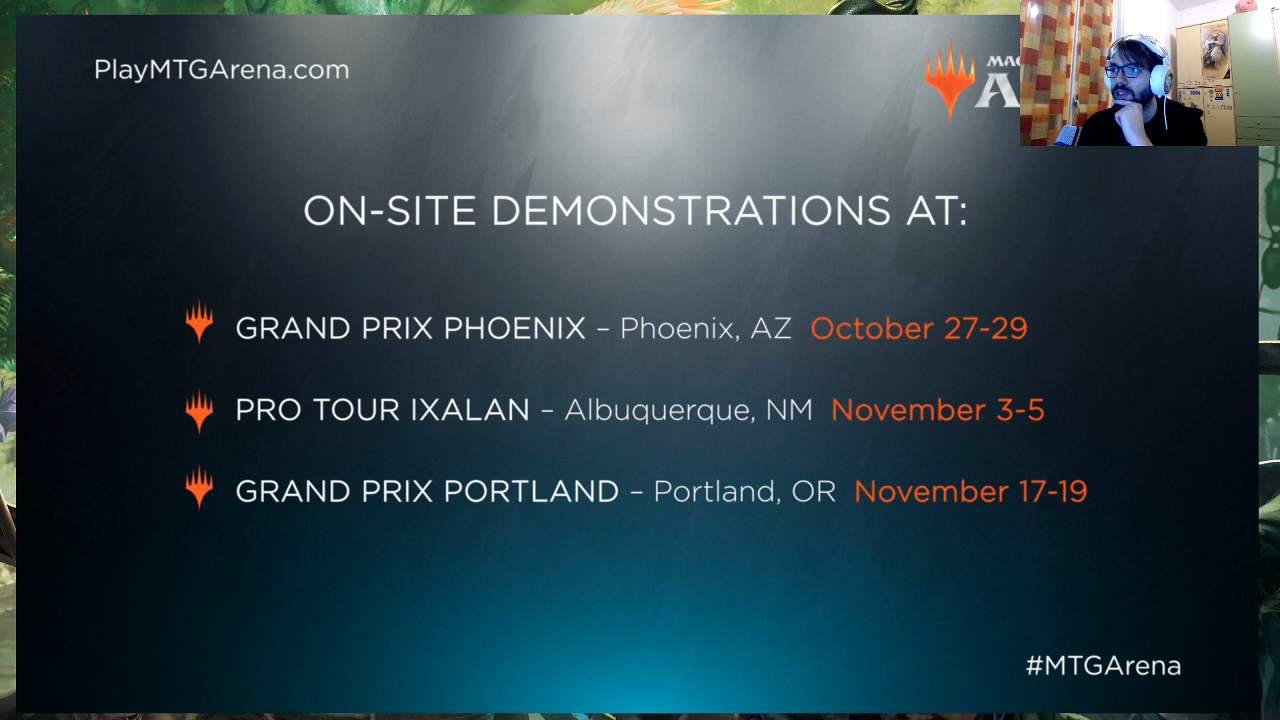 PlayMTGArena.com
ON-SITE DEMONSTRATIONS AT:
GRAND PRIX PHOENIX – Phoenix, AZ October 27-29
PRO TOUR IXALAN – Albuquerque, NM November 3-5
GRAND PRIX PORTLAND – Portland, OR November 17-19
#MTGArena